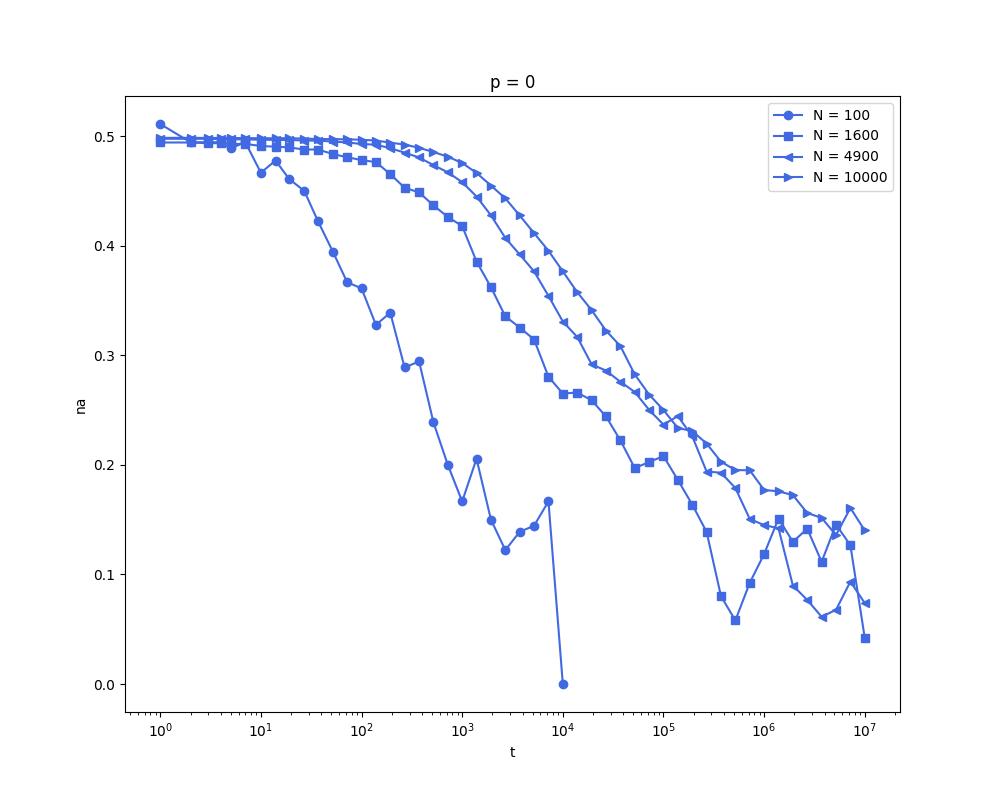 p = 0
N = 100
N = 1600
N = 4900
N = 10000
na
0.5
0.4
0.3
0.2
0.1
0.0
10⁰ 10¹ 10² 10³ 10⁴ 10⁵ 10⁶ 10⁷
t